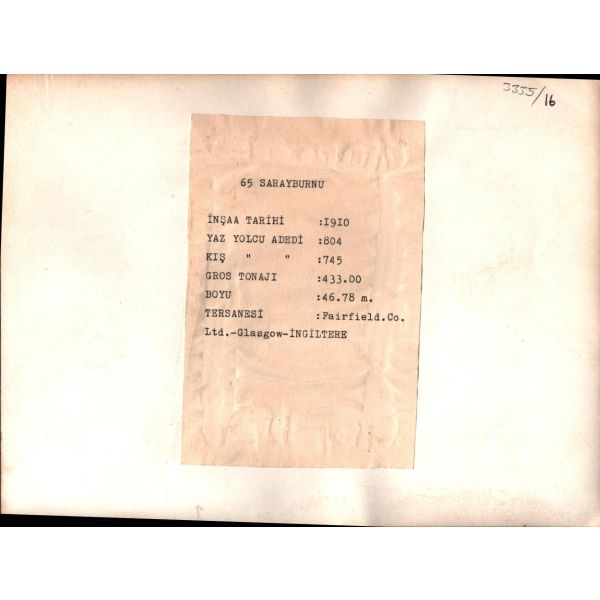 3355/16
65 SARAYBURNU
İNŞAA TARİHİ :I9I0
YAZ YOLCU ADEDİ :804
KIŞ " " :745
GROS TONAJI :433.00
BOYU :46.78 m.
TERSANESİ :Fairfield.Co.
Ltd.-Glasgow-İNGİLTERE